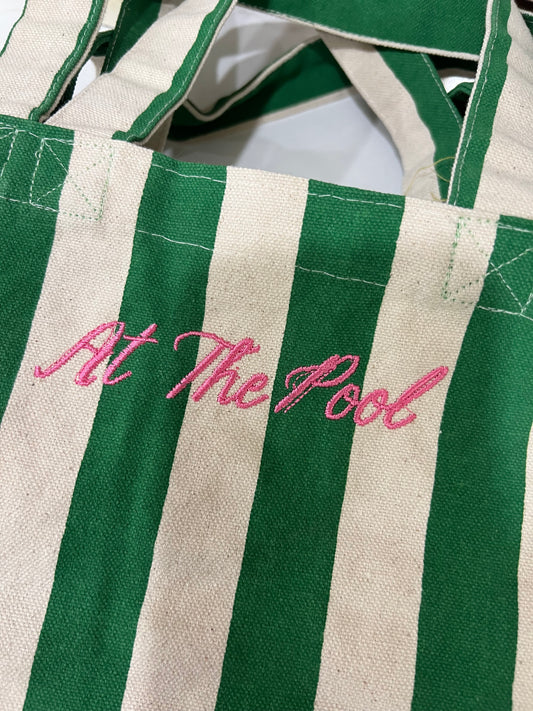 At The Pool